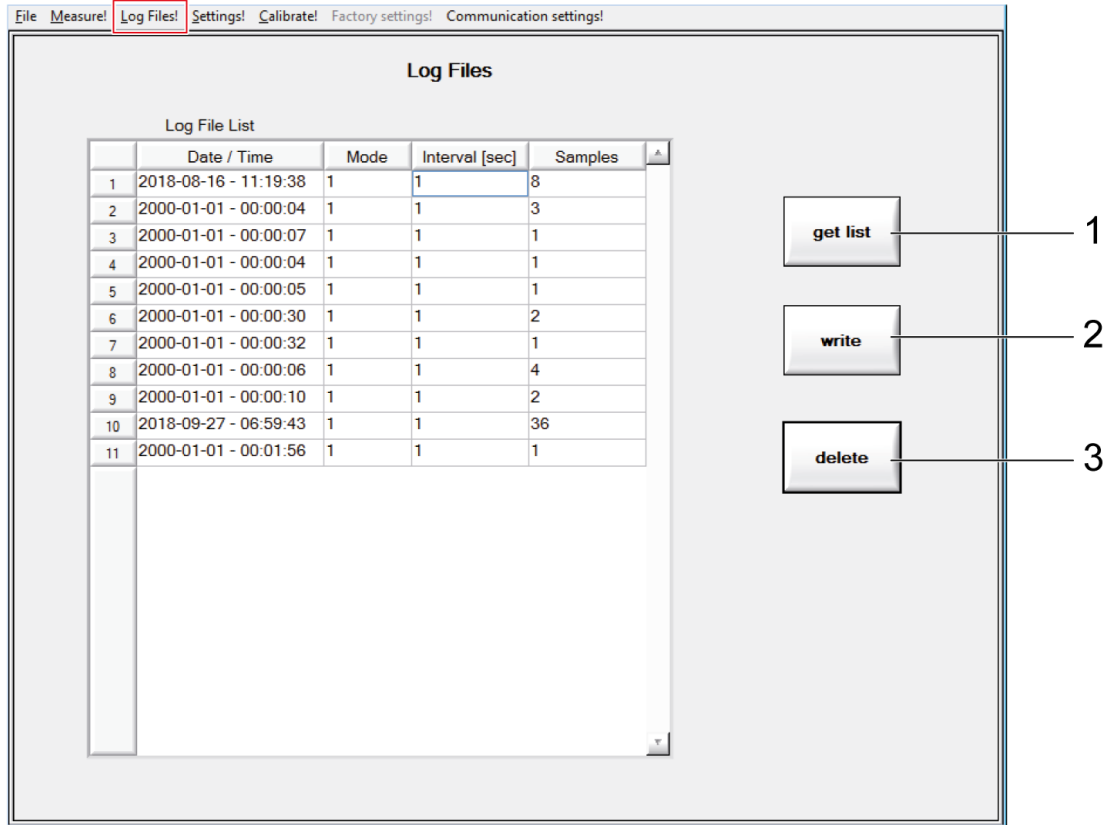 File Measure! Log Files! Settings! Calibrate! Factory settings! Communication settings!
Log Files
Log File List
Date / Time Mode Interval [sec] Samples
1 2018-08-16 - 11:19:38 1 1 8
2 2000-01-01 - 00:00:04 1 1 3
3 2000-01-01 - 00:00:07 1 1 1
4 2000-01-01 - 00:00:04 1 1 1
5 2000-01-01 - 00:00:05 1 1 1
6 2000-01-01 - 00:00:30 1 1 2
7 2000-01-01 - 00:00:32 1 1 1
8 2000-01-01 - 00:00:06 1 1 4
9 2000-01-01 - 00:00:10 1 1 2
10 2018-09-27 - 06:59:43 1 1 36
11 2000-01-01 - 00:01:56 1 1 1
get list 1
write 2
delete 3